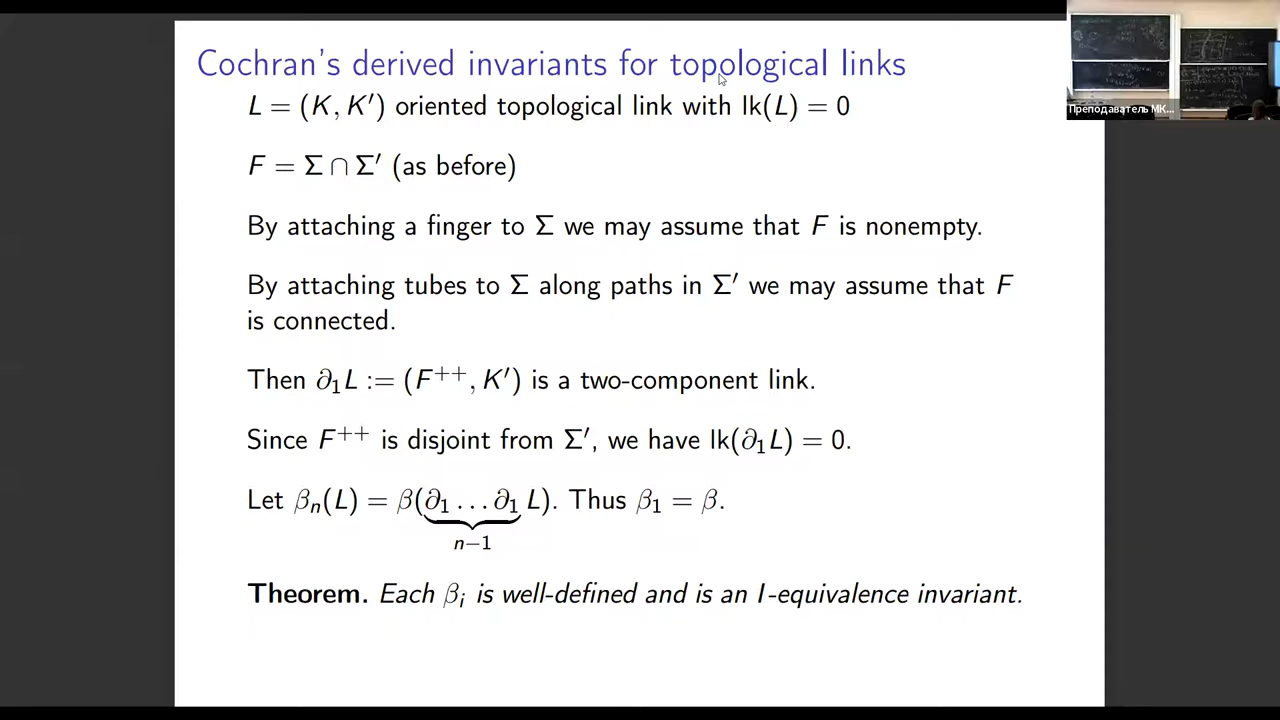 Cochran's derived invariants for topological links
L = (K, K′) oriented topological link with lk(L) = 0
F = Σ ∩ Σ′ (as before)
By attaching a finger to Σ we may assume that F is nonempty.
By attaching tubes to Σ along paths in Σ′ we may assume that F
is connected.
Then ∂₁L := (F⁺⁺, K′) is a two-component link.
Since F⁺⁺ is disjoint from Σ′, we have lk(∂₁L) = 0.
Let βₙ(L) = β(∂₁ … ∂₁ L). Thus β₁ = β.
n−1
Theorem. Each βᵢ is well-defined and is an I-equivalence invariant.
Преподаватель МК...